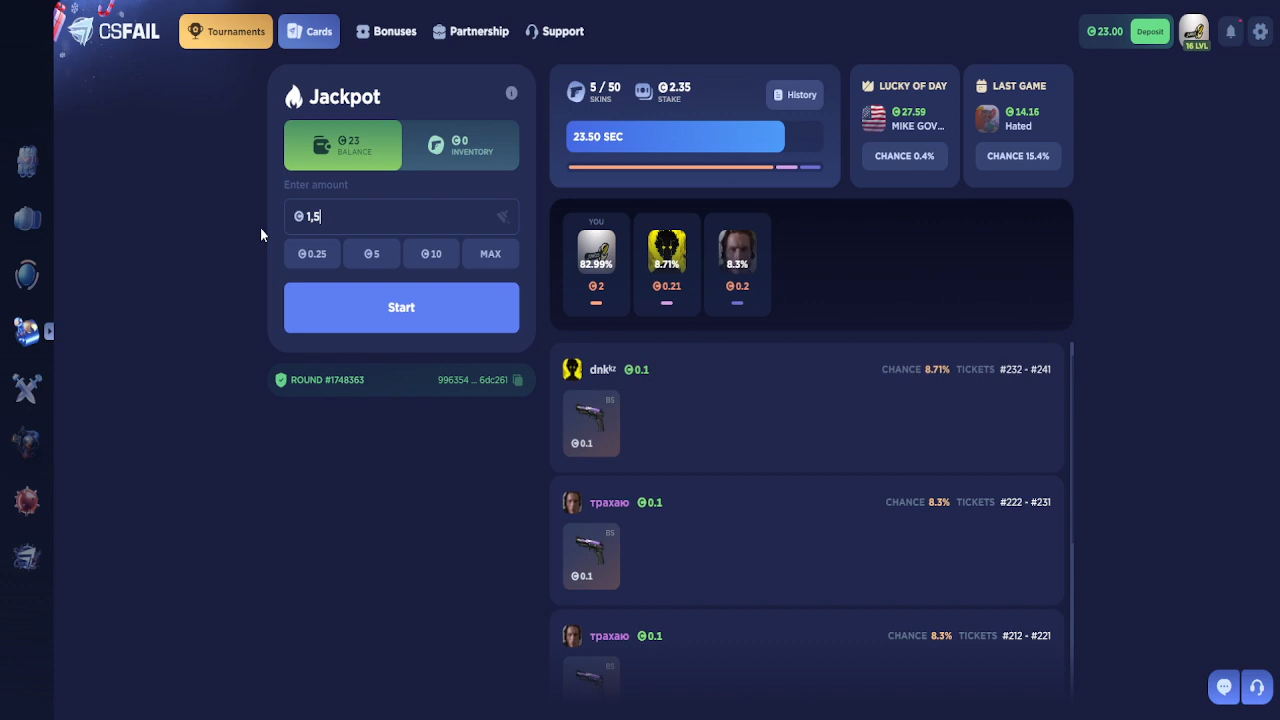 CSFAIL
Tournaments
Cards
Bonuses
Partnership
Support
23.00
Deposit
16 LVL
Jackpot
23
BALANCE
0
INVENTORY
Enter amount
1,5
0.25
5
10
MAX
Start
ROUND #1748363
996354 ... 6dc261
5 / 50
SKINS
2.35
STAKE
History
23.50 SEC
LUCKY OF DAY
27.59
MIKE GOV...
CHANCE 0.4%
LAST GAME
14.16
Hated
CHANCE 15.4%
YOU
82.99%
2
8.71%
0.21
8.3%
0.2
dnkᵏᶻ 0.1
CHANCE 8.71% TICKETS #232 - #241
BS
0.1
трахаю 0.1
CHANCE 8.3% TICKETS #222 - #231
BS
0.1
трахаю 0.1
CHANCE 8.3% TICKETS #212 - #221
BS